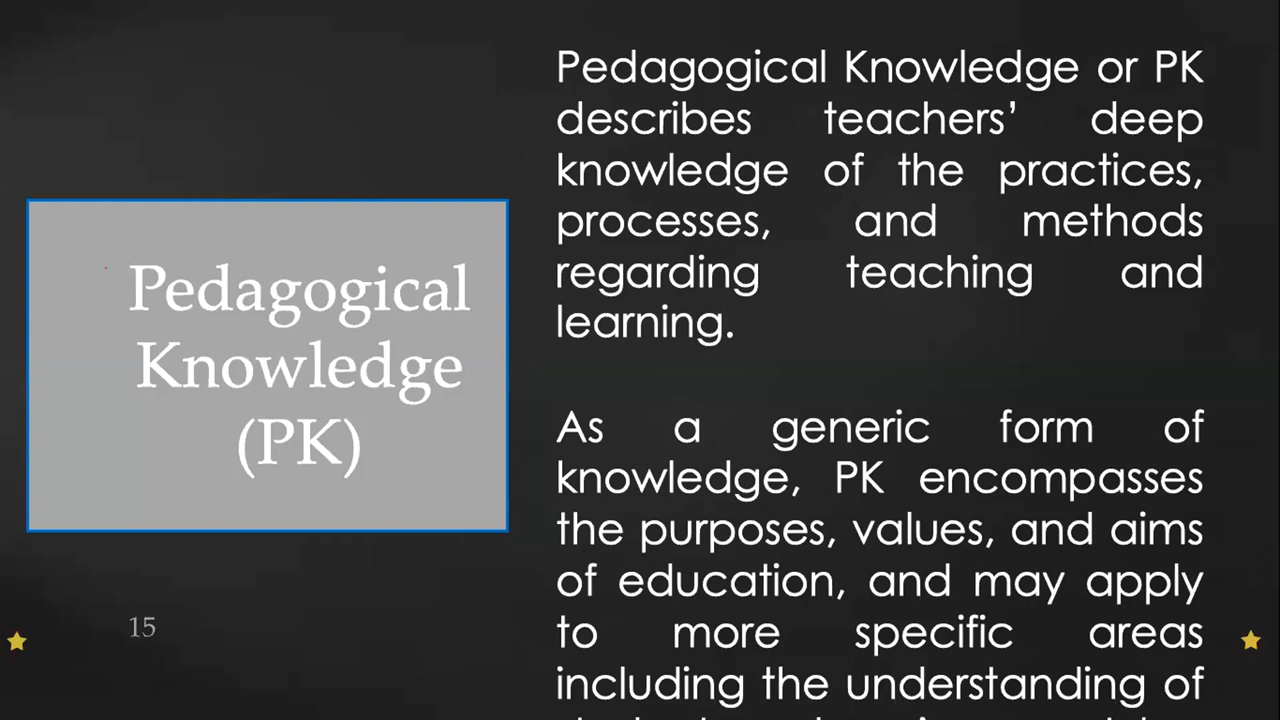 Pedagogical
Knowledge
(PK)
Pedagogical Knowledge or PK
describes teachers’ deep
knowledge of the practices,
processes, and methods
regarding teaching and
learning.
As a generic form of
knowledge, PK encompasses
the purposes, values, and aims
of education, and may apply
to more specific areas
including the understanding of
15